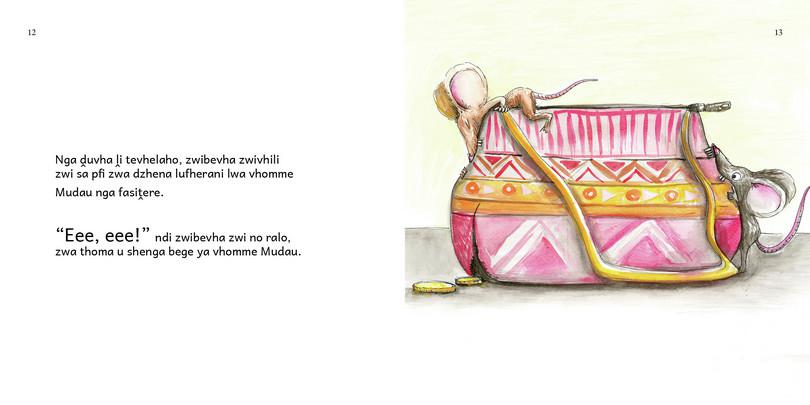 12
13
Nga ḓuvha ḽi tevhelaho, zwibevha zwivhili
zwi sa pfi zwa dzhena lufherani lwa vhomme
Mudau nga fasiṱere.
“Eee, eee!” ndi zwibevha zwi no ralo,
zwa thoma u shenga bege ya vhomme Mudau.